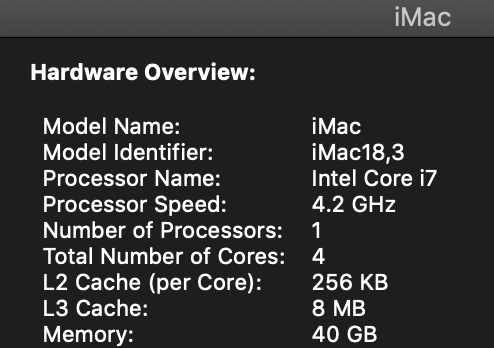 iMac
Hardware Overview:
Model Name: iMac
Model Identifier: iMac18,3
Processor Name: Intel Core i7
Processor Speed: 4.2 GHz
Number of Processors: 1
Total Number of Cores: 4
L2 Cache (per Core): 256 KB
L3 Cache: 8 MB
Memory: 40 GB